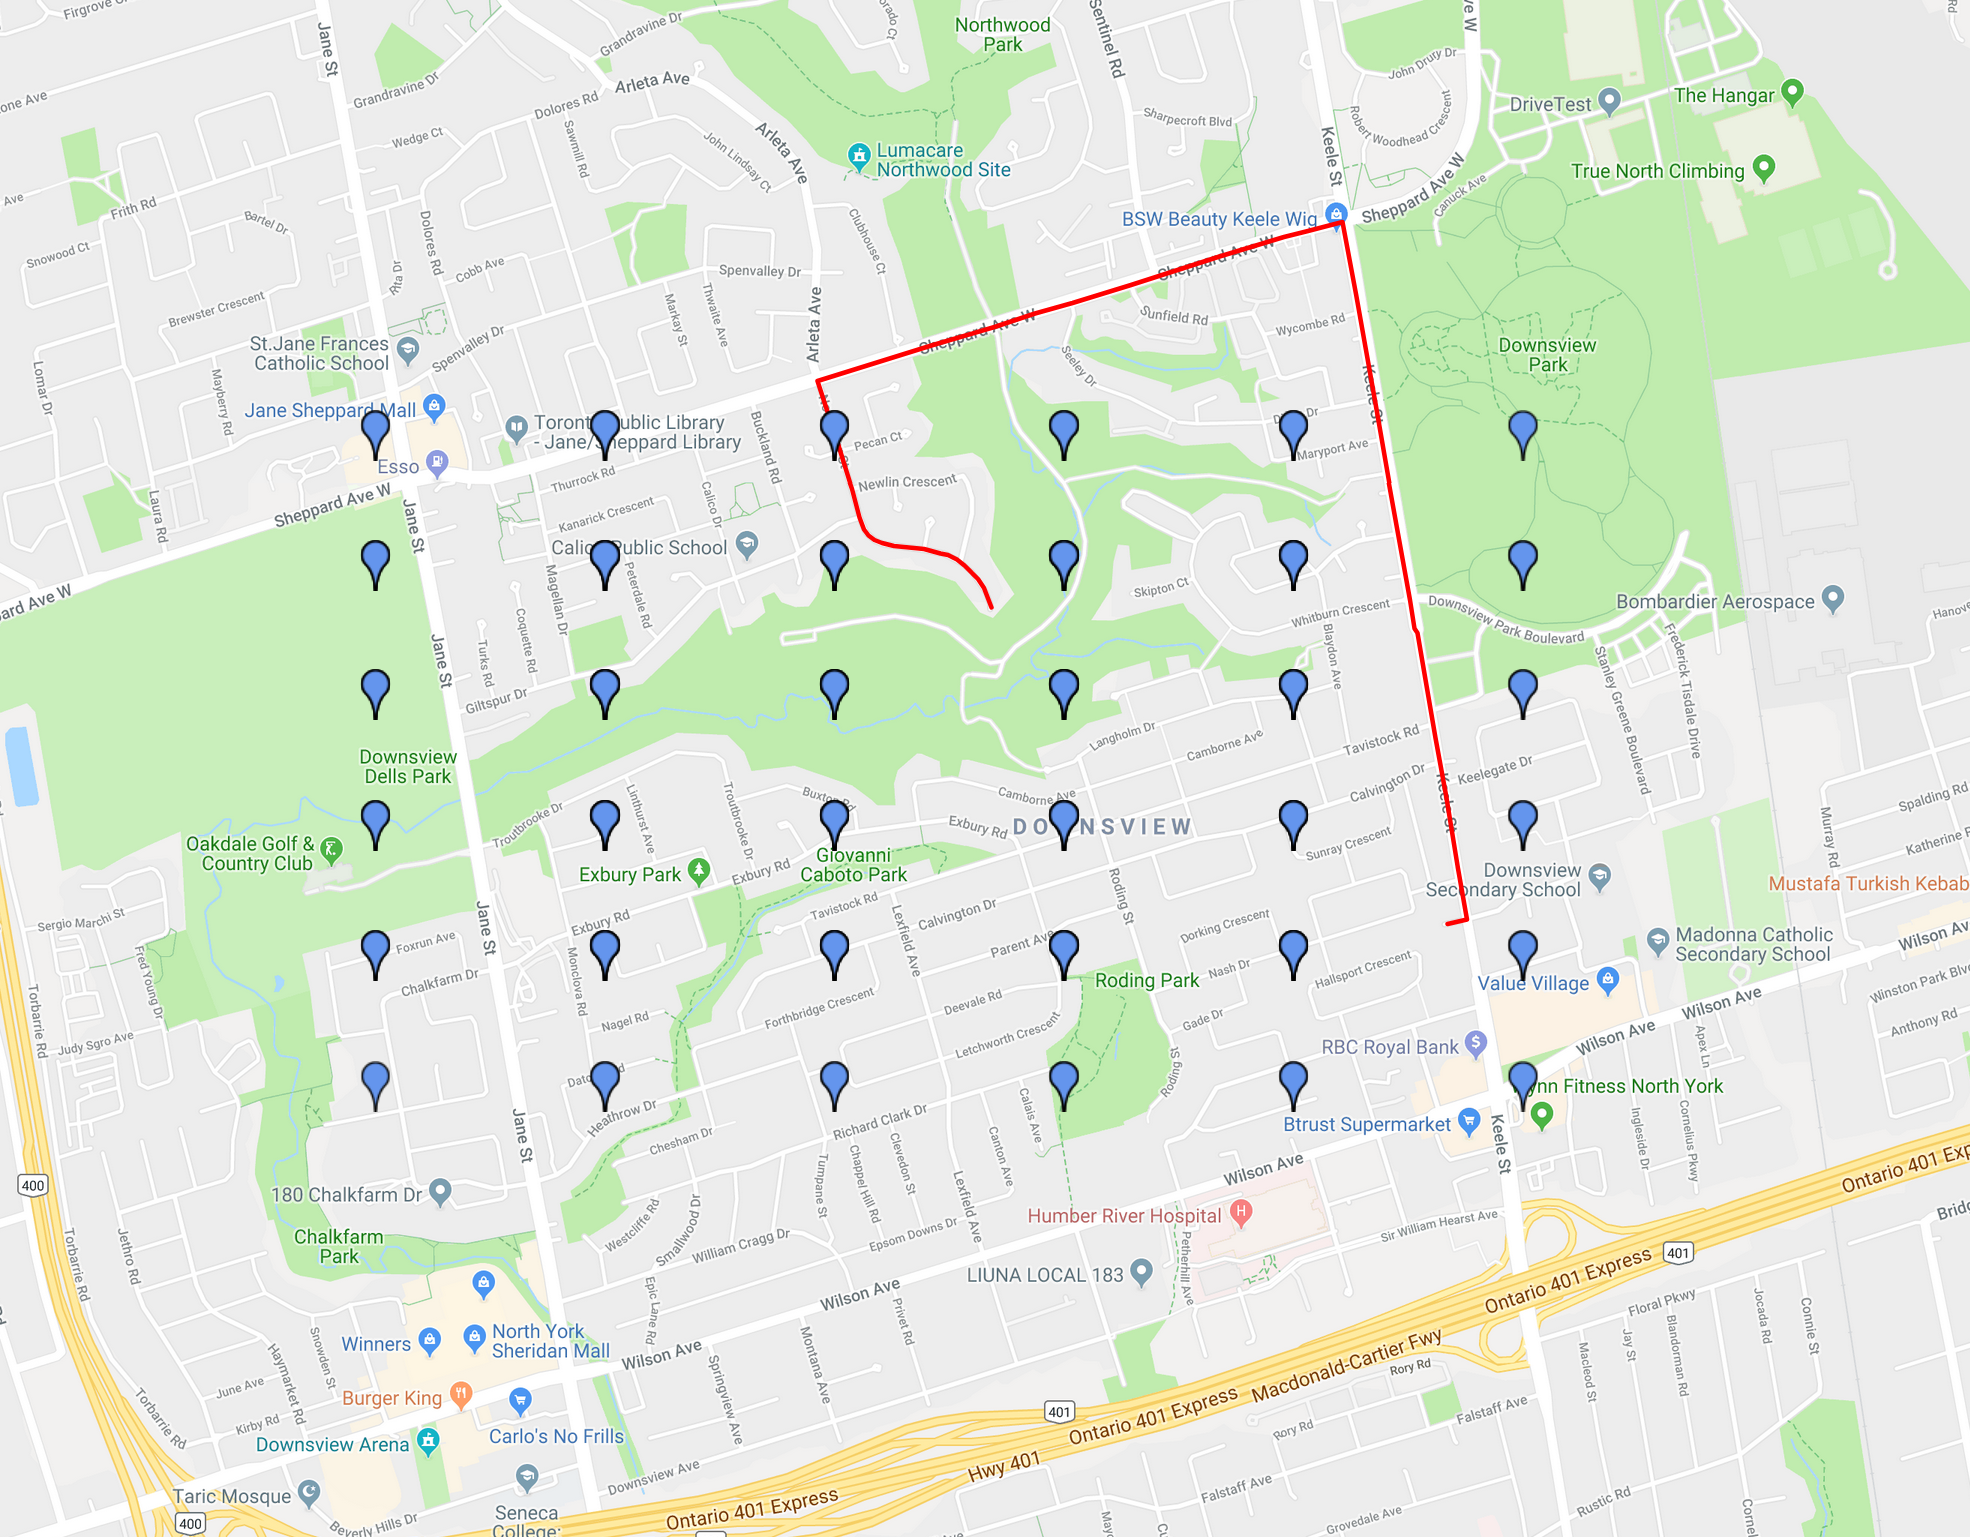 Firgrove Cr
Jane St
Grandravine Dr
Northwood
Park
Sentinel Rd
ve W
Arleta Ave
John Drury Dr
one Ave
Grandravine Dr
Dolores Rd
DriveTest
The Hangar
Wedge Ct
Sawmill Rd
Arleta Ave
Sharpecroft Blvd
Robert Woodhead Crescent
John Lindsay Ct
Lumacare
Northwood Site
Keele St
True North Climbing
Ave
Frith Rd
Bartel Dr
Dolores Rd
Clubhouse Ct
BSW Beauty Keele Wig
Sheppard Ave W
Canuck Ave
Snowood Ct
Rita Dr
Cobb Ave
Spenvalley Dr
Sheppard Ave W
Brewster Crescent
Markay St
Thwaite Ave
Arleta Ave
Sheppard Ave W
Sunfield Rd
Wycombe Rd
St.Jane Frances
Catholic School
Spenvalley Dr
Seeley Dr
Downsview
Park
Lomar Dr
Mayberry Rd
Keele St
Jane Sheppard Mall
Toronto Public Library
- Jane/Sheppard Library
Buckland Rd
Pecan Ct
Maryport Ave
Esso
Thurrock Rd
Newlin Crescent
Laura Rd
Sheppard Ave W
Jane St
Kanarick Crescent
Calico Dr
Calico Public School
ard Ave W
Magellan Dr
Peterdale Rd
Skipton Ct
Whitburn Crescent
Downsview Park Boulevard
Bombardier Aerospace
Hanove
Jane St
Turks Rd
Coquette Rd
Blaydon Ave
Stanley Greene Boulevard
Frederick Tisdale Drive
Giltspur Dr
Langholm Dr
Camborne Ave
Tavistock Rd
Downsview
Dells Park
Keelegate Dr
Linthurst Ave
Troutbrooke Dr
Buxton Rd
Camborne Ave
Calvington Dr
Keele St
Spalding Rd
Troutbrooke Dr
Exbury Rd
DOWNSVIEW
Sunray Crescent
Murray Rd
Katherine R
Oakdale Golf &
Country Club
Exbury Park
Exbury Rd
Giovanni
Caboto Park
Roding St
Downsview
Secondary School
Mustafa Turkish Kebab
Sergio Marchi St
Jane St
Exbury Rd
Tavistock Rd
Lexfield Ave
Calvington Dr
Dorking Crescent
Foxrun Ave
Parent Ave
Madonna Catholic
Secondary School
Wilson Av
Fred Young Dr
Chalkfarm Dr
Monclova Rd
Nash Dr
Hallsport Crescent
Roding Park
Value Village
Winston Park Blv
Torbarrie Rd
Forthbridge Crescent
Deevale Rd
Nagel Rd
Gade Dr
Wilson Ave
Anthony Rd
Judy Sgro Ave
Letchworth Crescent
RBC Royal Bank
Wilson Ave
Apex Ln
Roding St
Wynn Fitness North York
Heathrow Dr
Calais Ave
Jane St
Chesham Dr
Richard Clark Dr
Btrust Supermarket
Keele St
Ingleside Dr
Cornelius Pkwy
Clevedon St
Canton Ave
Chappel Hill Rd
Turnpane St
Wilson Ave
400
180 Chalkfarm Dr
Lexfield Ave
Ontario 401 Exp
Westcliffe Rd
Smallwood Dr
Humber River Hospital
Sir William Hearst Ave
Jethro Rd
Torbarrie Rd
Chalkfarm
Park
William Cragg Dr
Epsom Downs Dr
Petherhill Ave
401
LIUNA LOCAL 183
Ontario 401 Express
Epic Lane Rd
Wilson Ave
Privet Rd
Floral Pkwy
Jocada Rd
Connie St
Winners
North York
Sheridan Mall
Snowden St
Haymarket Rd
Wilson Ave
Montana Ave
Macdonald-Cartier Fwy
Rory Rd
Macleod St
Jay St
Blandorman Rd
June Ave
Burger King
Springview Ave
401
Ontario 401 Express
Torbarrie Rd
Kirby Rd
Carlo's No Frills
Falstaff Ave
Rory Rd
Downsview Arena
Hwy 401
Downsview Ave
Taric Mosque
Falstaff Ave
Rustic Rd
400
Beverly Hills Dr
Seneca
College:
Ontario 401 Express
Grovedale Ave